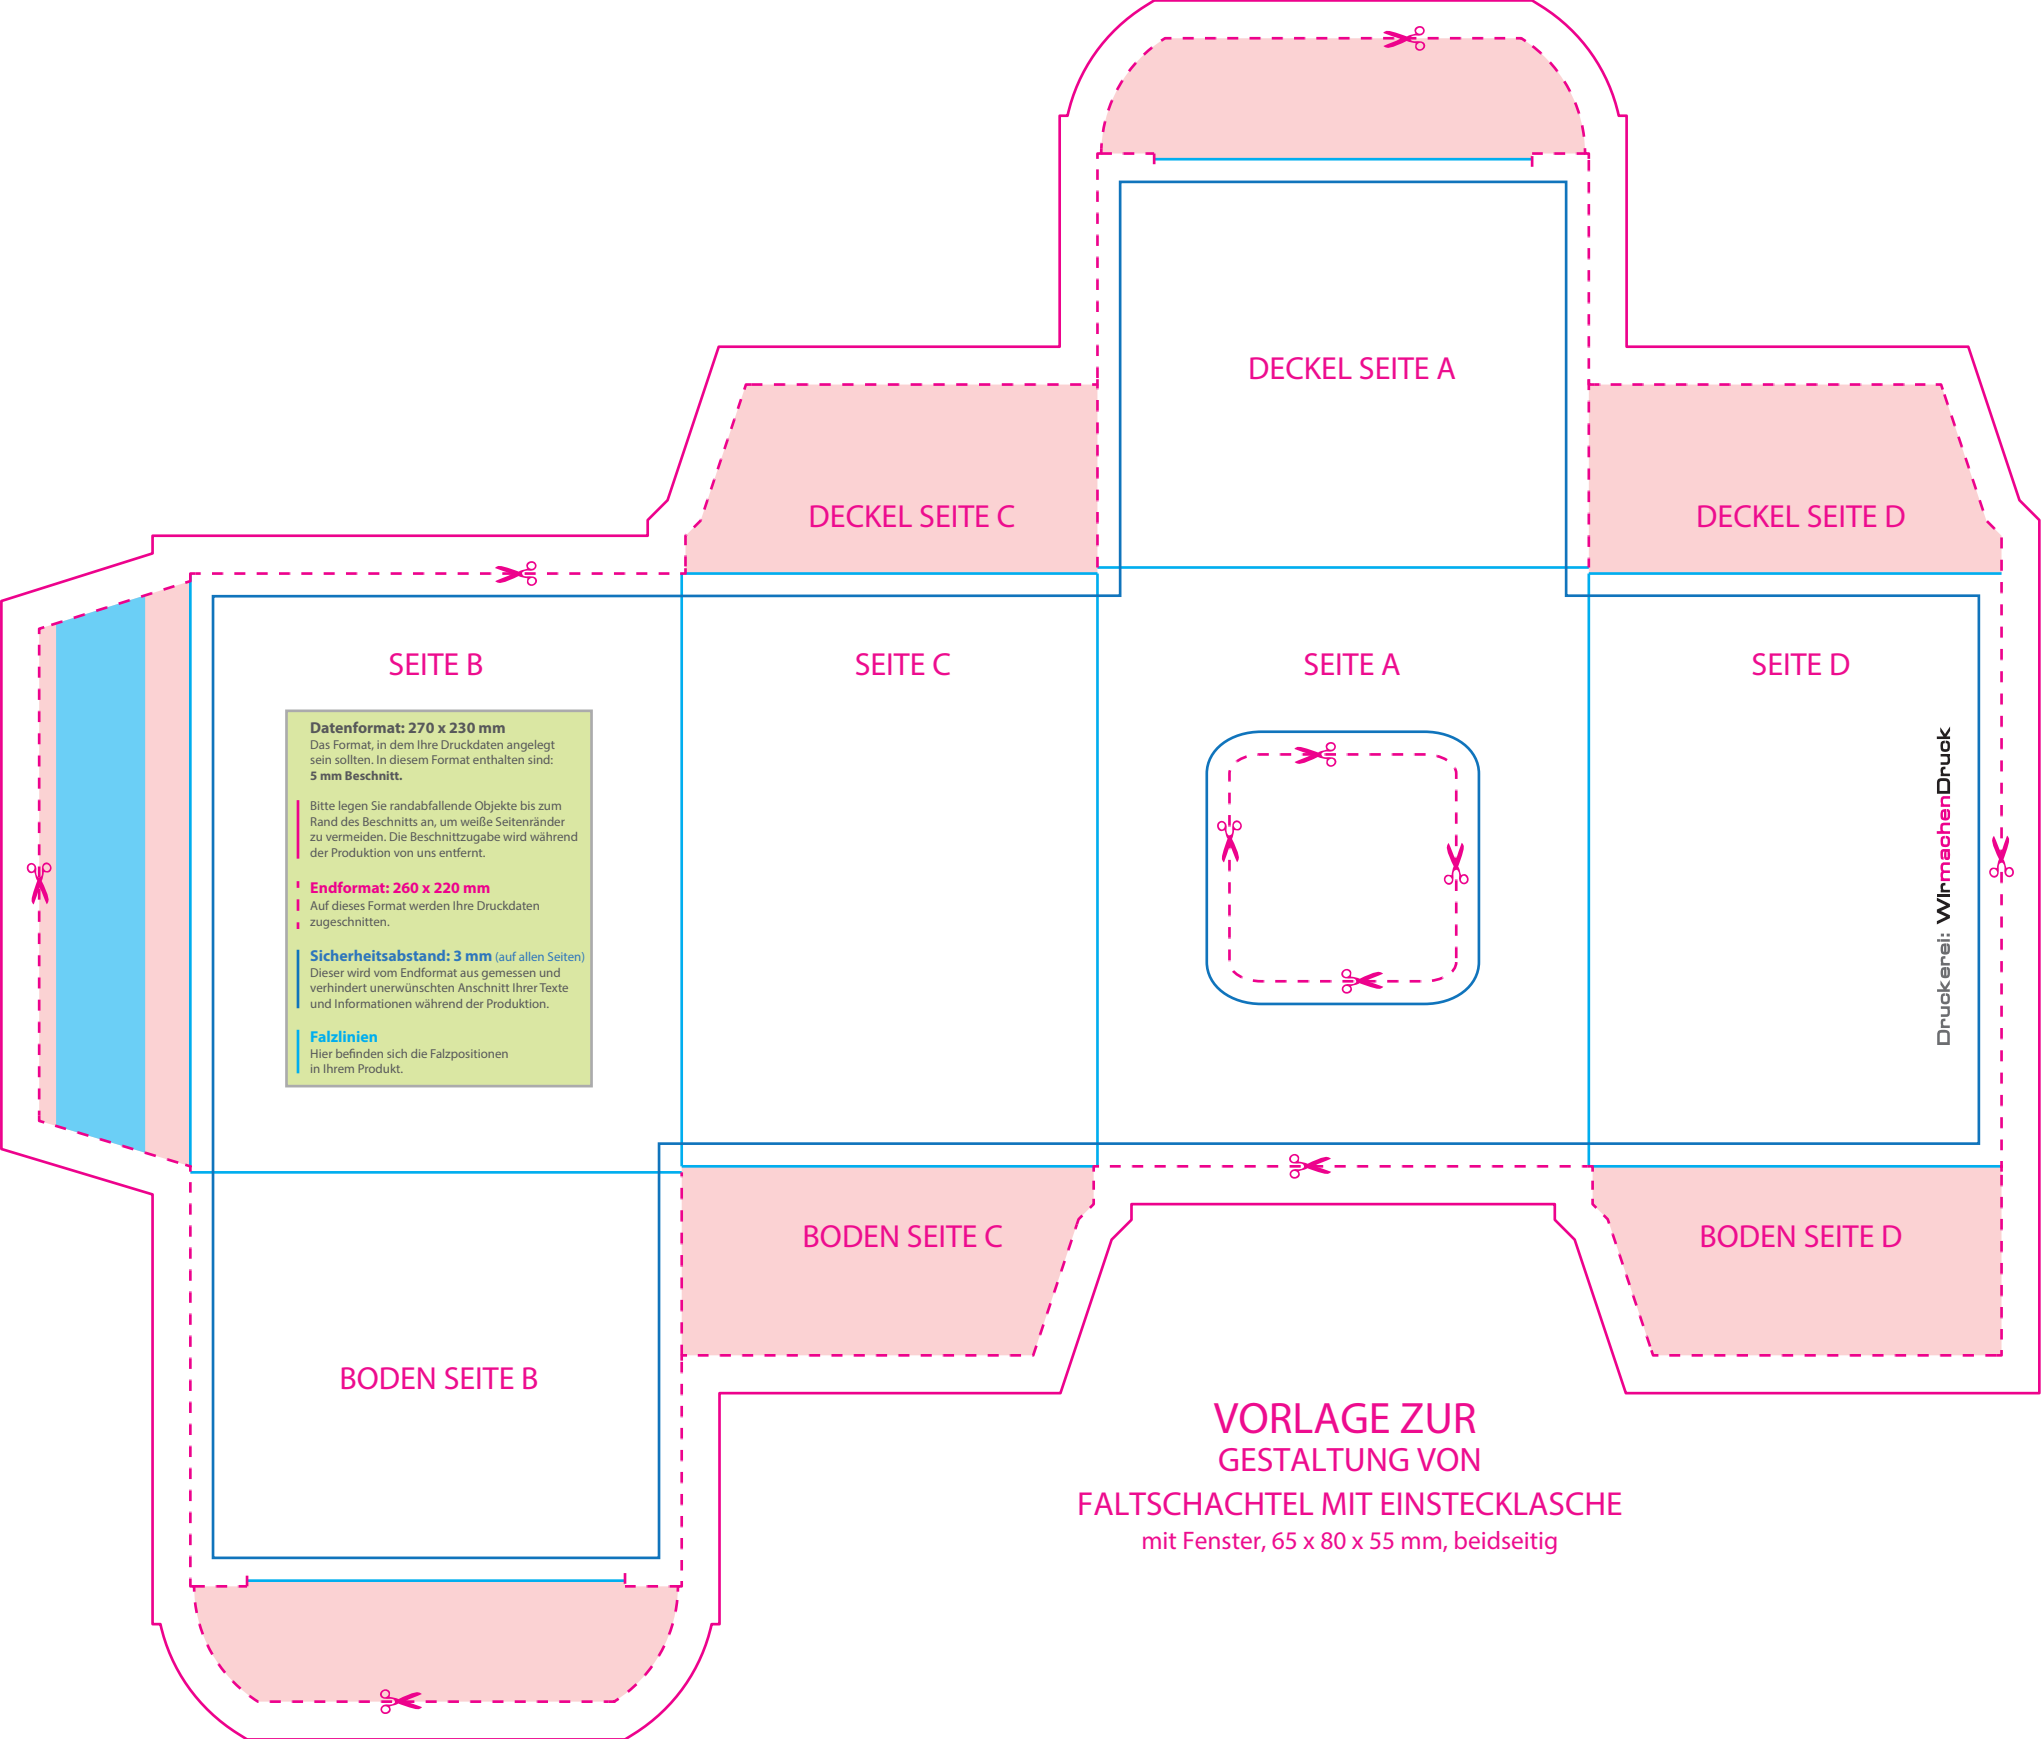 DECKEL SEITE A
DECKEL SEITE C
DECKEL SEITE D
SEITE B
SEITE C
SEITE A
SEITE D
Datenformat: 270 x 230 mm
Das Format, in dem Ihre Druckdaten angelegt
sein sollten. In diesem Format enthalten sind:
5 mm Beschnitt.
Bitte legen Sie randabfallende Objekte bis zum
Rand des Beschnitts an, um weiße Seitenränder
zu vermeiden. Die Beschnittzugabe wird während
der Produktion von uns entfernt.
Endformat: 260 x 220 mm
Auf dieses Format werden Ihre Druckdaten
zugeschnitten.
Sicherheitsabstand: 3 mm (auf allen Seiten)
Dieser wird vom Endformat aus gemessen und
verhindert unerwünschten Anschnitt Ihrer Texte
und Informationen während der Produktion.
Falzlinien
Hier befinden sich die Falzpositionen
in Ihrem Produkt.
Druckerei: WirmachenDruck
BODEN SEITE C
BODEN SEITE D
BODEN SEITE B
VORLAGE ZUR
GESTALTUNG VON
FALTSCHACHTEL MIT EINSTECKLASCHE
mit Fenster, 65 x 80 x 55 mm, beidseitig